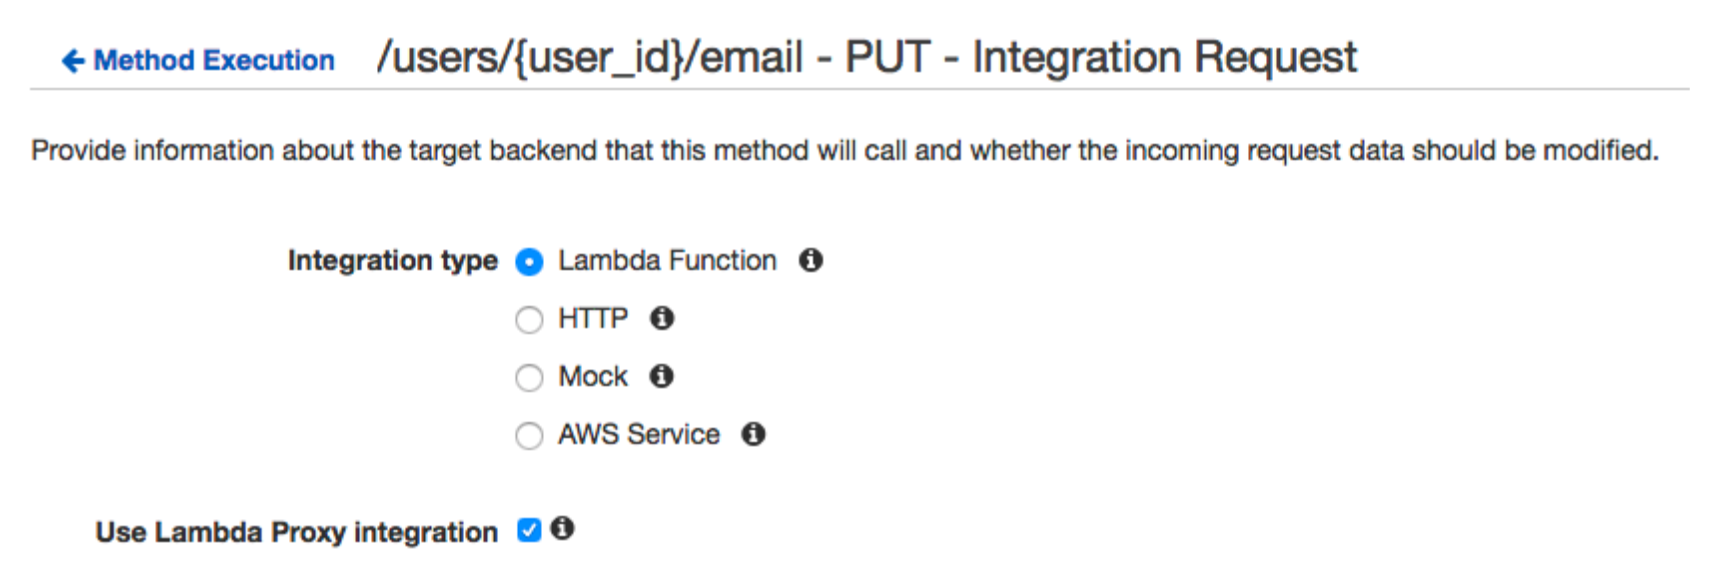 Method Execution /users/{user_id}/email - PUT - Integration Request
Provide information about the target backend that this method will call and whether the incoming request data should be modified.
Integration type Lambda Function
HTTP
Mock
AWS Service
Use Lambda Proxy integration